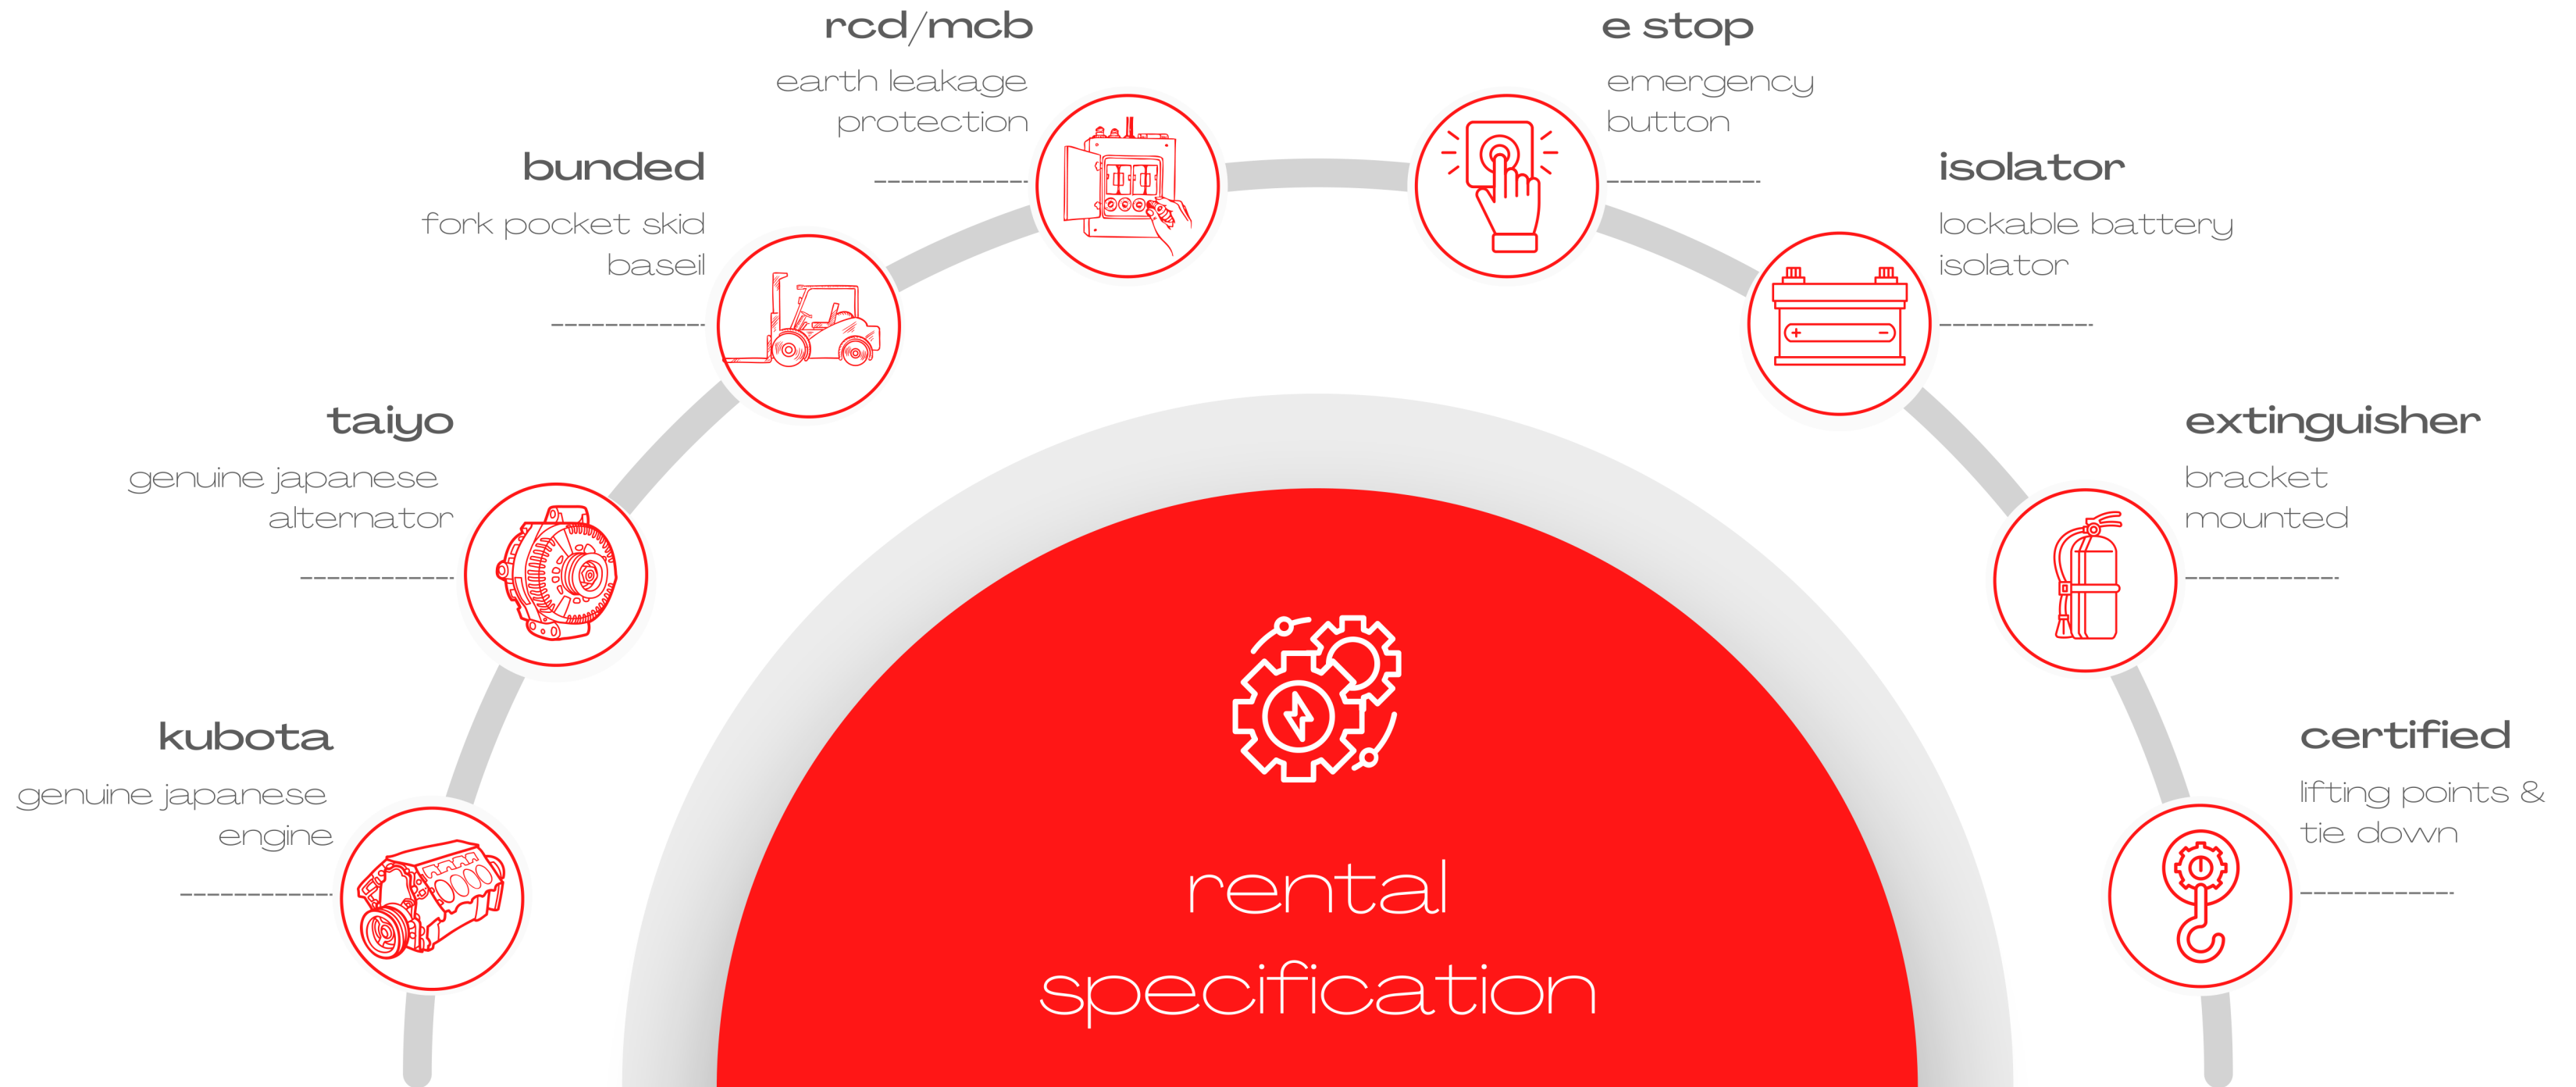 rcd/mcb
earth leakage
protection
e stop
emergency
button
bunded
fork pocket skid
baseil
isolator
lockable battery
isolator
taiyo
genuine japanese
alternator
extinguisher
bracket
mounted
kubota
genuine japanese
engine
certified
lifting points &
tie down
rental
specification